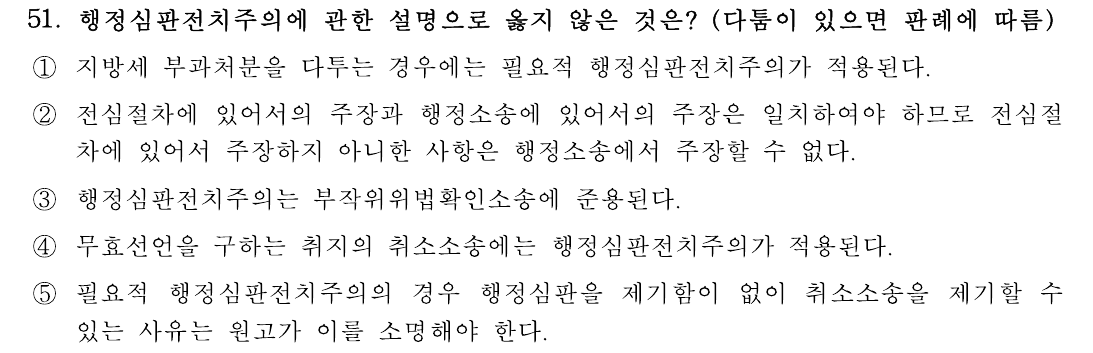 51. 행정심판전치주의에 관한 설명으로 옳지 않은 것은? (다툼이 있으면 판례에 따름)
① 지방세 부과처분을 다투는 경우에는 필요적 행정심판전치주의가 적용된다.
② 전심절차에 있어서의 주장과 행정소송에 있어서의 주장은 일치하여야 하므로 전심절
차에 있어서 주장하지 아니한 사항은 행정소송에서 주장할 수 없다.
③ 행정심판전치주의는 부작위위법확인소송에 준용된다.
④ 무효선언을 구하는 취지의 취소소송에는 행정심판전치주의가 적용된다.
⑤ 필요적 행정심판전치주의의 경우 행정심판을 제기함이 없이 취소소송을 제기할 수
있는 사유는 원고가 이를 소명해야 한다.